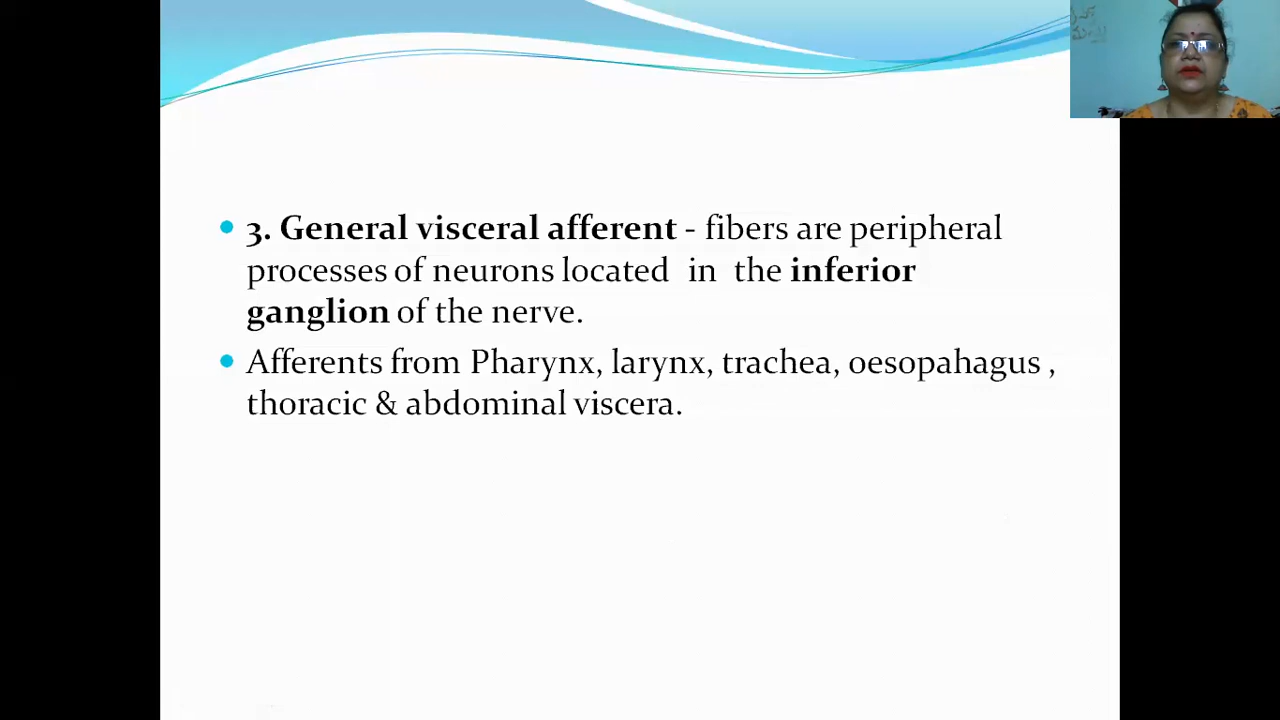 3. General visceral afferent - fibers are peripheral
processes of neurons located in the inferior
ganglion of the nerve.
Afferents from Pharynx, larynx, trachea, oesopahagus ,
thoracic & abdominal viscera.